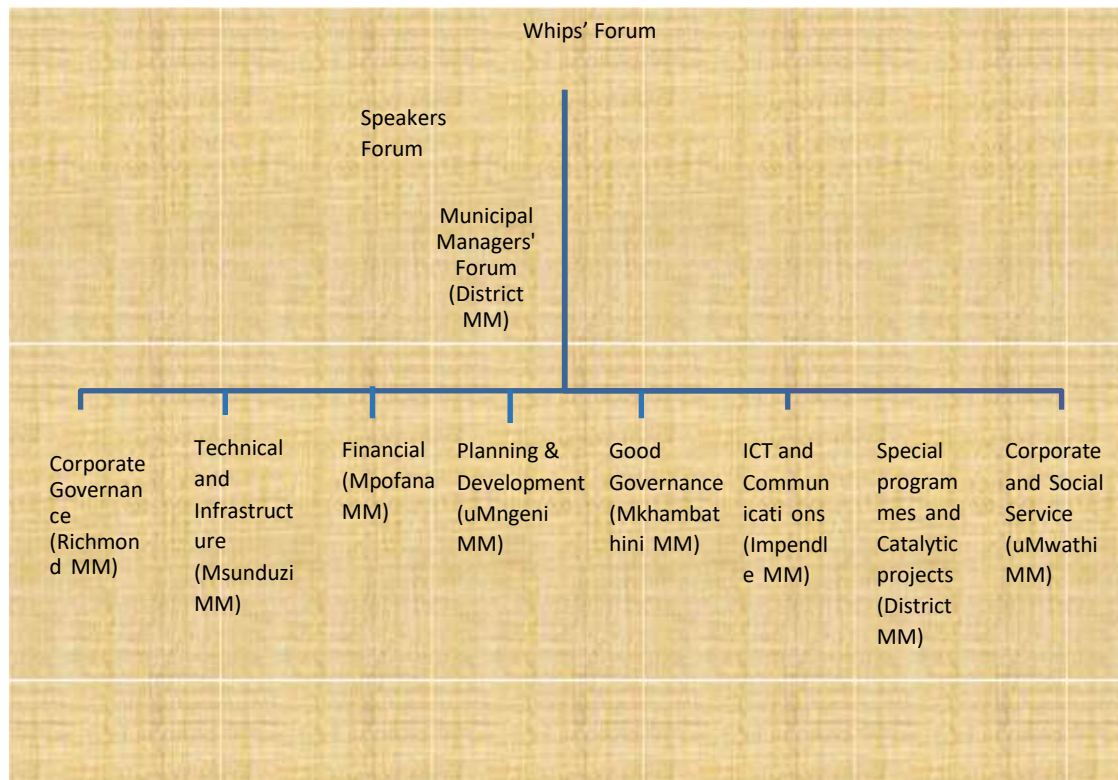 Whips’ Forum
Speakers
Forum
Municipal
Managers'
Forum
(District
MM)
Corporate
Governan
ce
(Richmon
d MM)
Technical
and
Infrastruct
ure
(Msunduzi
MM)
Financial
(Mpofana
MM)
Planning &
Development
(uMngeni
MM)
Good
Governance
(Mkhambat
hini MM)
ICT and
Commun
icati ons
(Impendl
e MM)
Special
program
mes and
Catalytic
projects
(District
MM)
Corporate
and Social
Service
(uMwathi
MM)